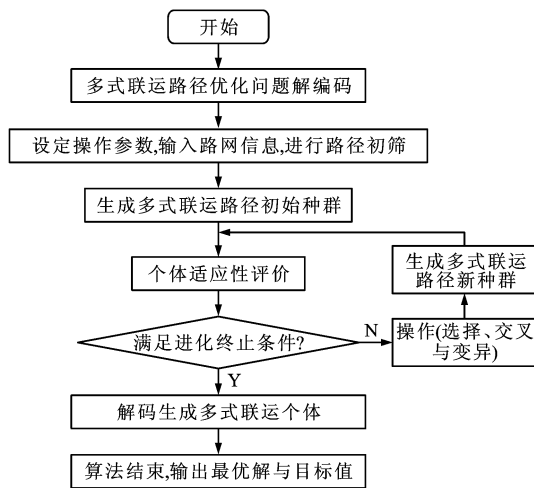 开始
多式联运路径优化问题解编码
设定操作参数,输入路网信息,进行路径初筛
生成多式联运路径初始种群
个体适应性评价
生成多式联运
路径新种群
满足进化终止条件?
N
操作(选择、交叉
与变异)
Y
解码生成多式联运个体
算法结束,输出最优解与目标值